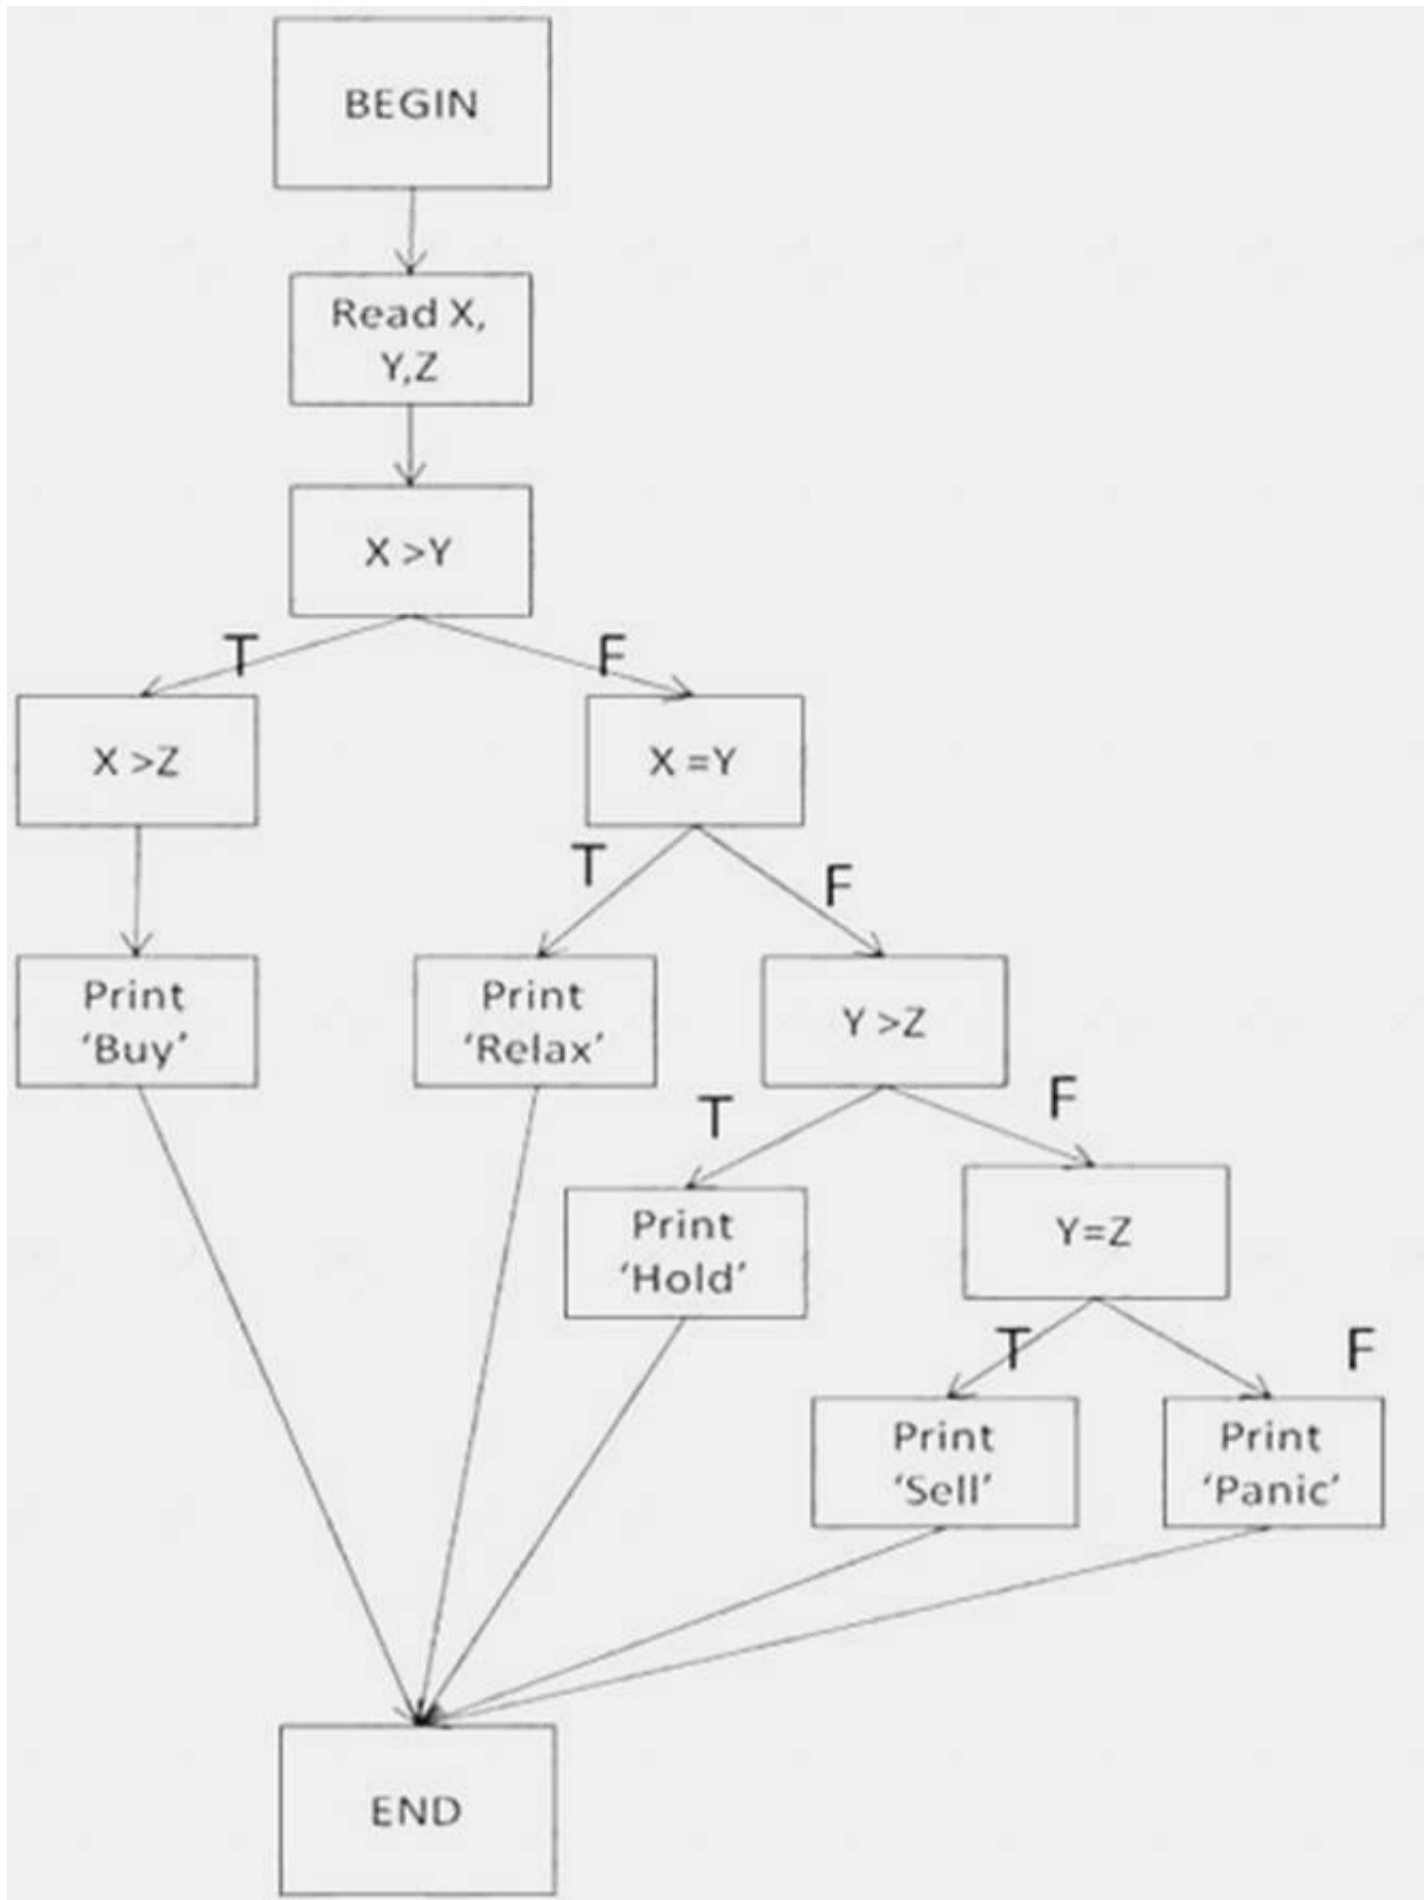 BEGIN
Read X,
Y,Z
X >Y
T
F
X >Z
X =Y
T
F
Print
‘Buy’
Print
‘Relax’
Y >Z
T
F
Print
‘Hold’
Y=Z
T
F
Print
‘Sell’
Print
‘Panic’
END